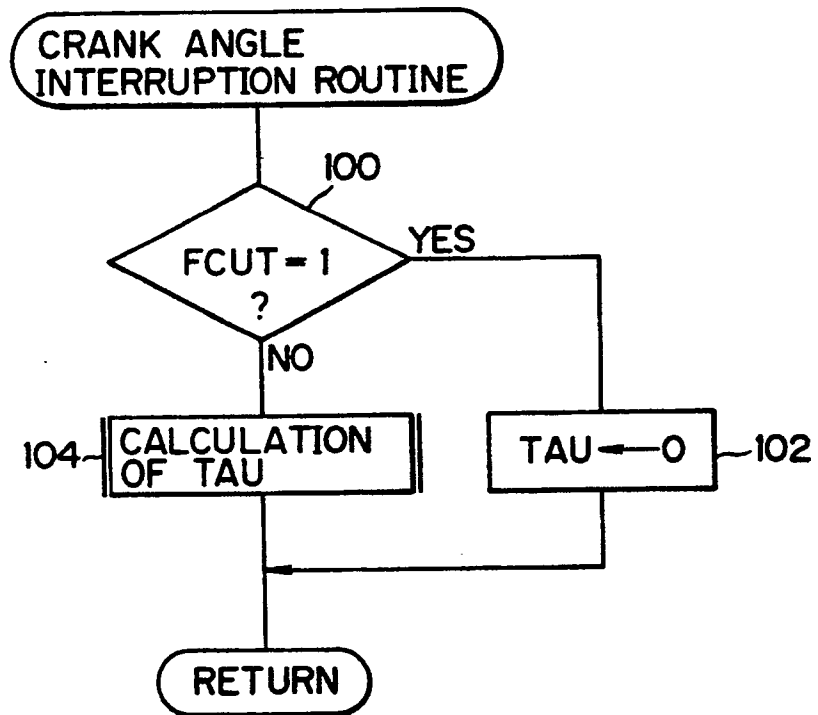 CRANK ANGLE
INTERRUPTION ROUTINE
100
FCUT = 1
?
YES
NO
104
CALCULATION
OF TAU
TAU ← 0
102
RETURN